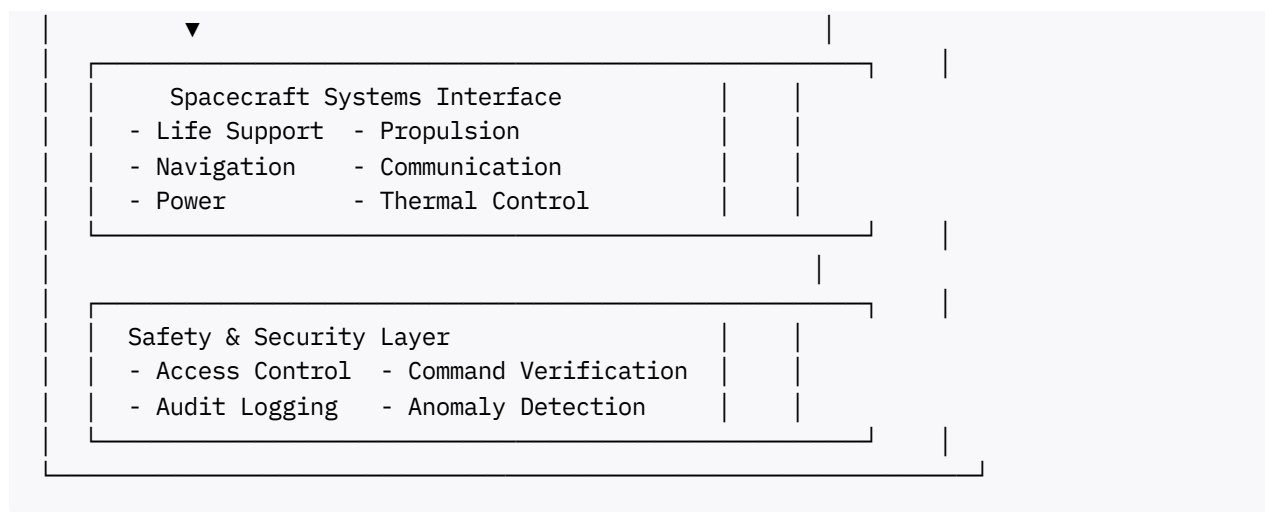 ▼
Spacecraft Systems Interface
- Life Support  - Propulsion
- Navigation    - Communication
- Power         - Thermal Control
Safety & Security Layer
- Access Control  - Command Verification
- Audit Logging   - Anomaly Detection